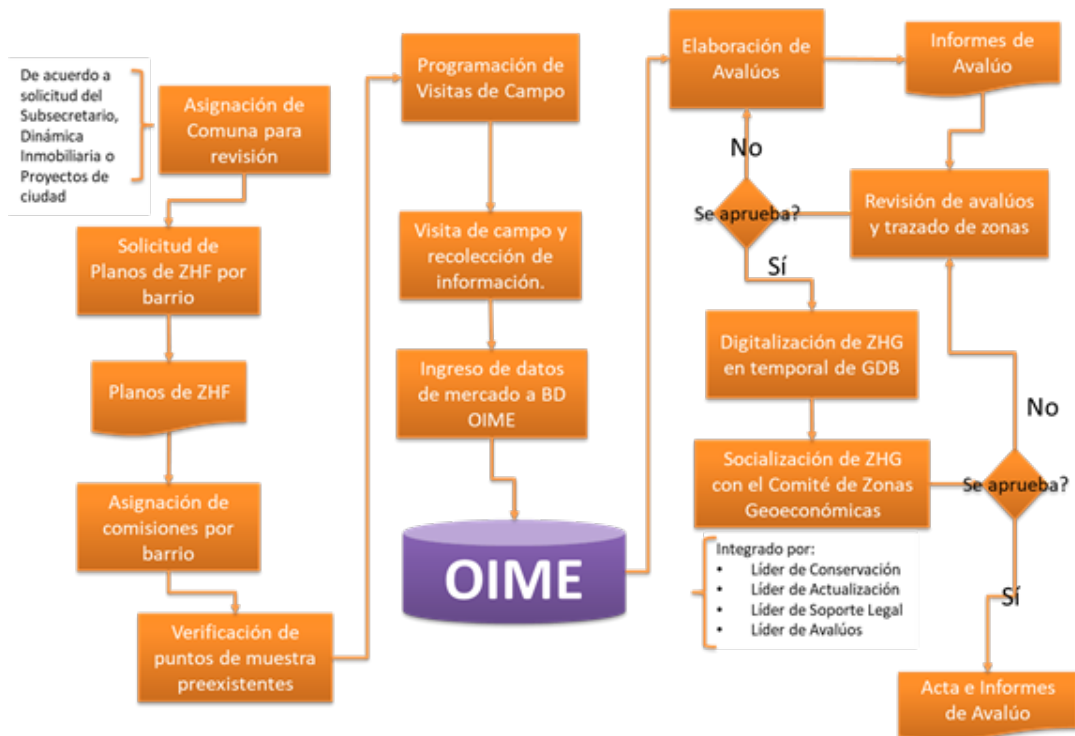 De acuerdo a
solicitud del
Subsecretario,
Dinámica
Inmobiliaria o
Proyectos de
ciudad
Asignación de
Comuna para
revisión
Solicitud de
Planos de ZHF por
barrio
Planos de ZHF
Asignación de
comisiones por
barrio
Verificación de
puntos de muestra
preexistentes
Programación de
Visitas de Campo
Visita de campo y
recolección de
información.
Ingreso de datos
de mercado a BD
OIME
OIME
Elaboración de
Avalúos
Informes de
Avalúo
Revisión de avalúos
y trazado de zonas
Se aprueba?
No
Sí
Digitalización de ZHG
en temporal de GDB
Socialización de ZHG
con el Comité de Zonas
Geoeconómicas
Integrado por:
• Líder de Conservación
• Líder de Actualización
• Líder de Soporte Legal
• Líder de Avalúos
Se aprueba?
No
Sí
Acta e Informes
de Avalúo